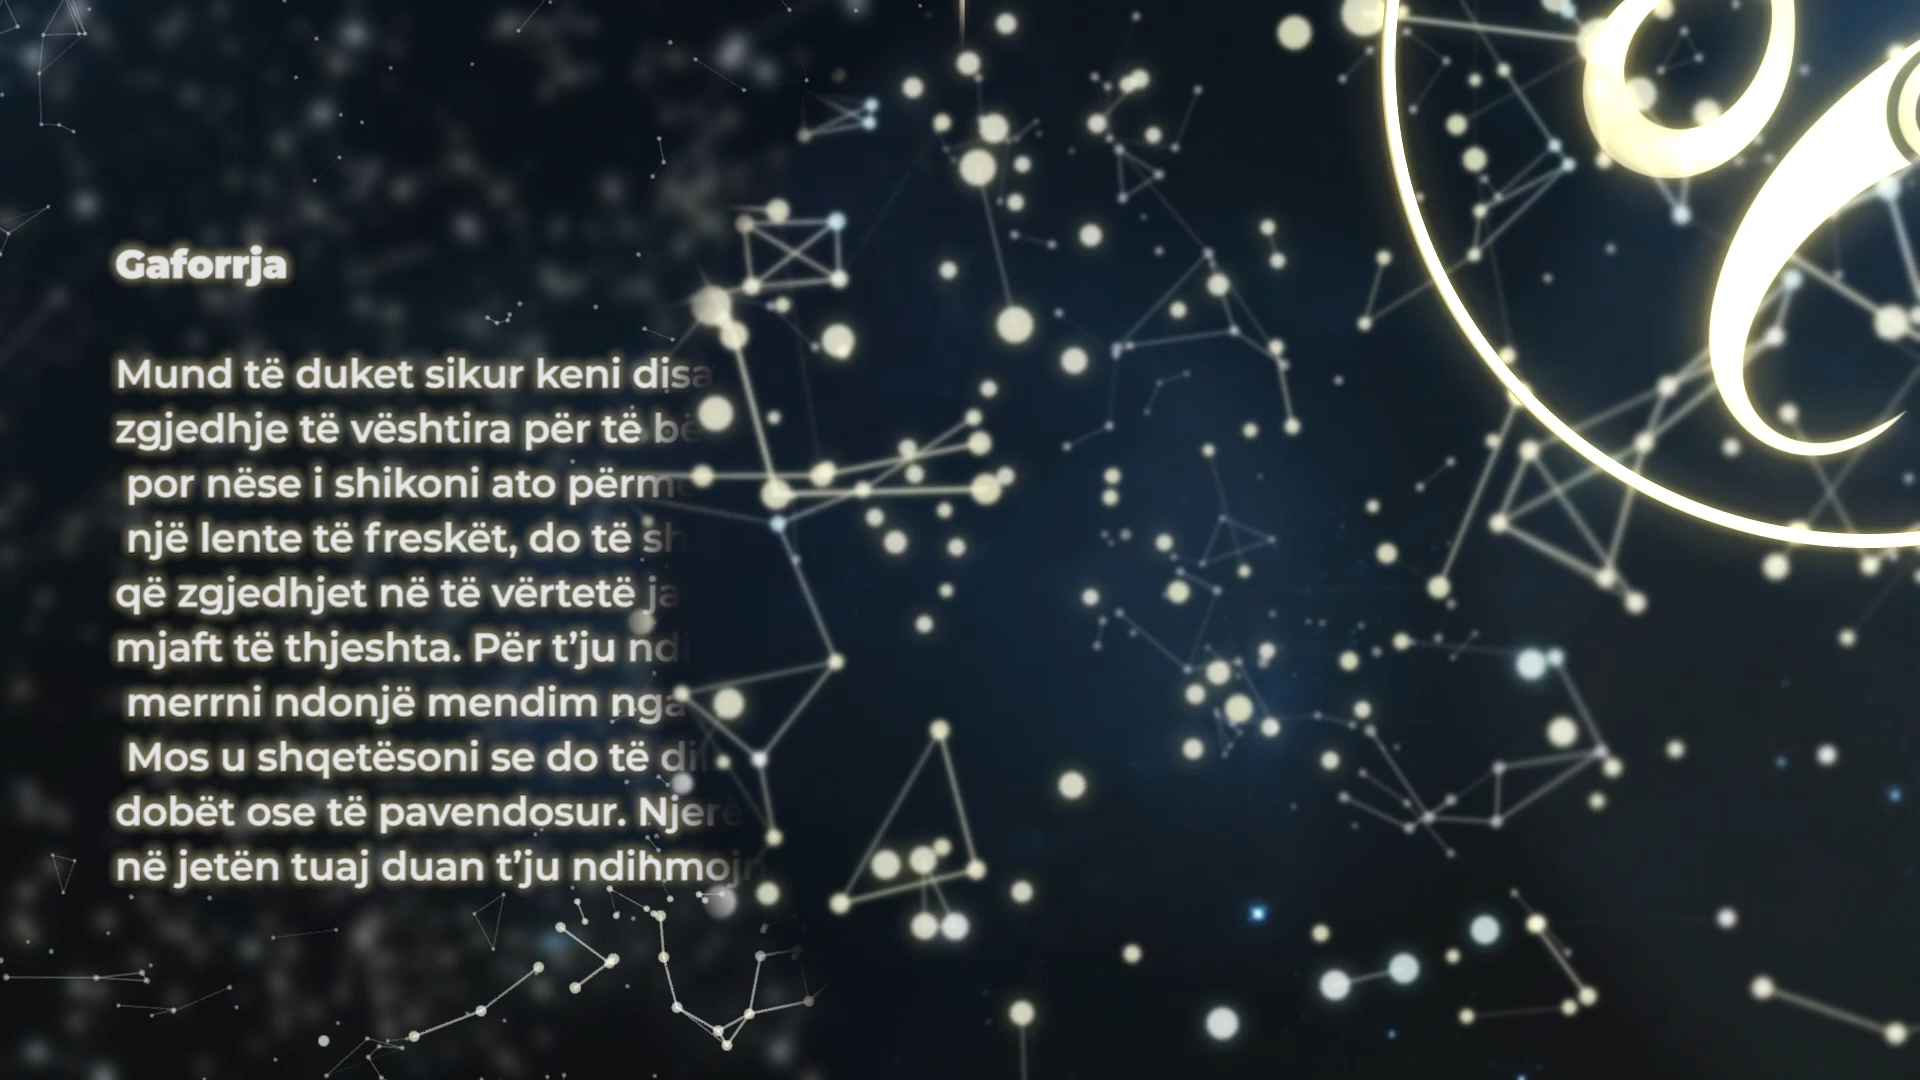 Gaforrja
Mund të duket sikur keni disa
zgjedhje të vështira për të
por nëse i shikoni ato
një lente të freskët, do të
që zgjedhjet në të vërtetë
mjaft të thjeshta. Për t’ju
merrni ndonjë mendim nga
Mos u shqetësoni se do të
dobët ose të pavendosur.
në jetën tuaj duan t’ju